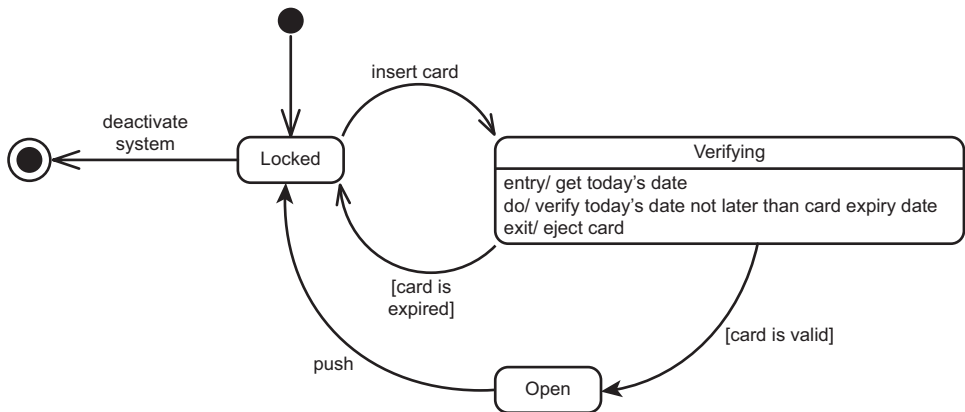 insert card
deactivate
system
Locked
Verifying
entry/ get today’s date
do/ verify today’s date not later than card expiry date
exit/ eject card
[card is
expired]
[card is valid]
push
Open